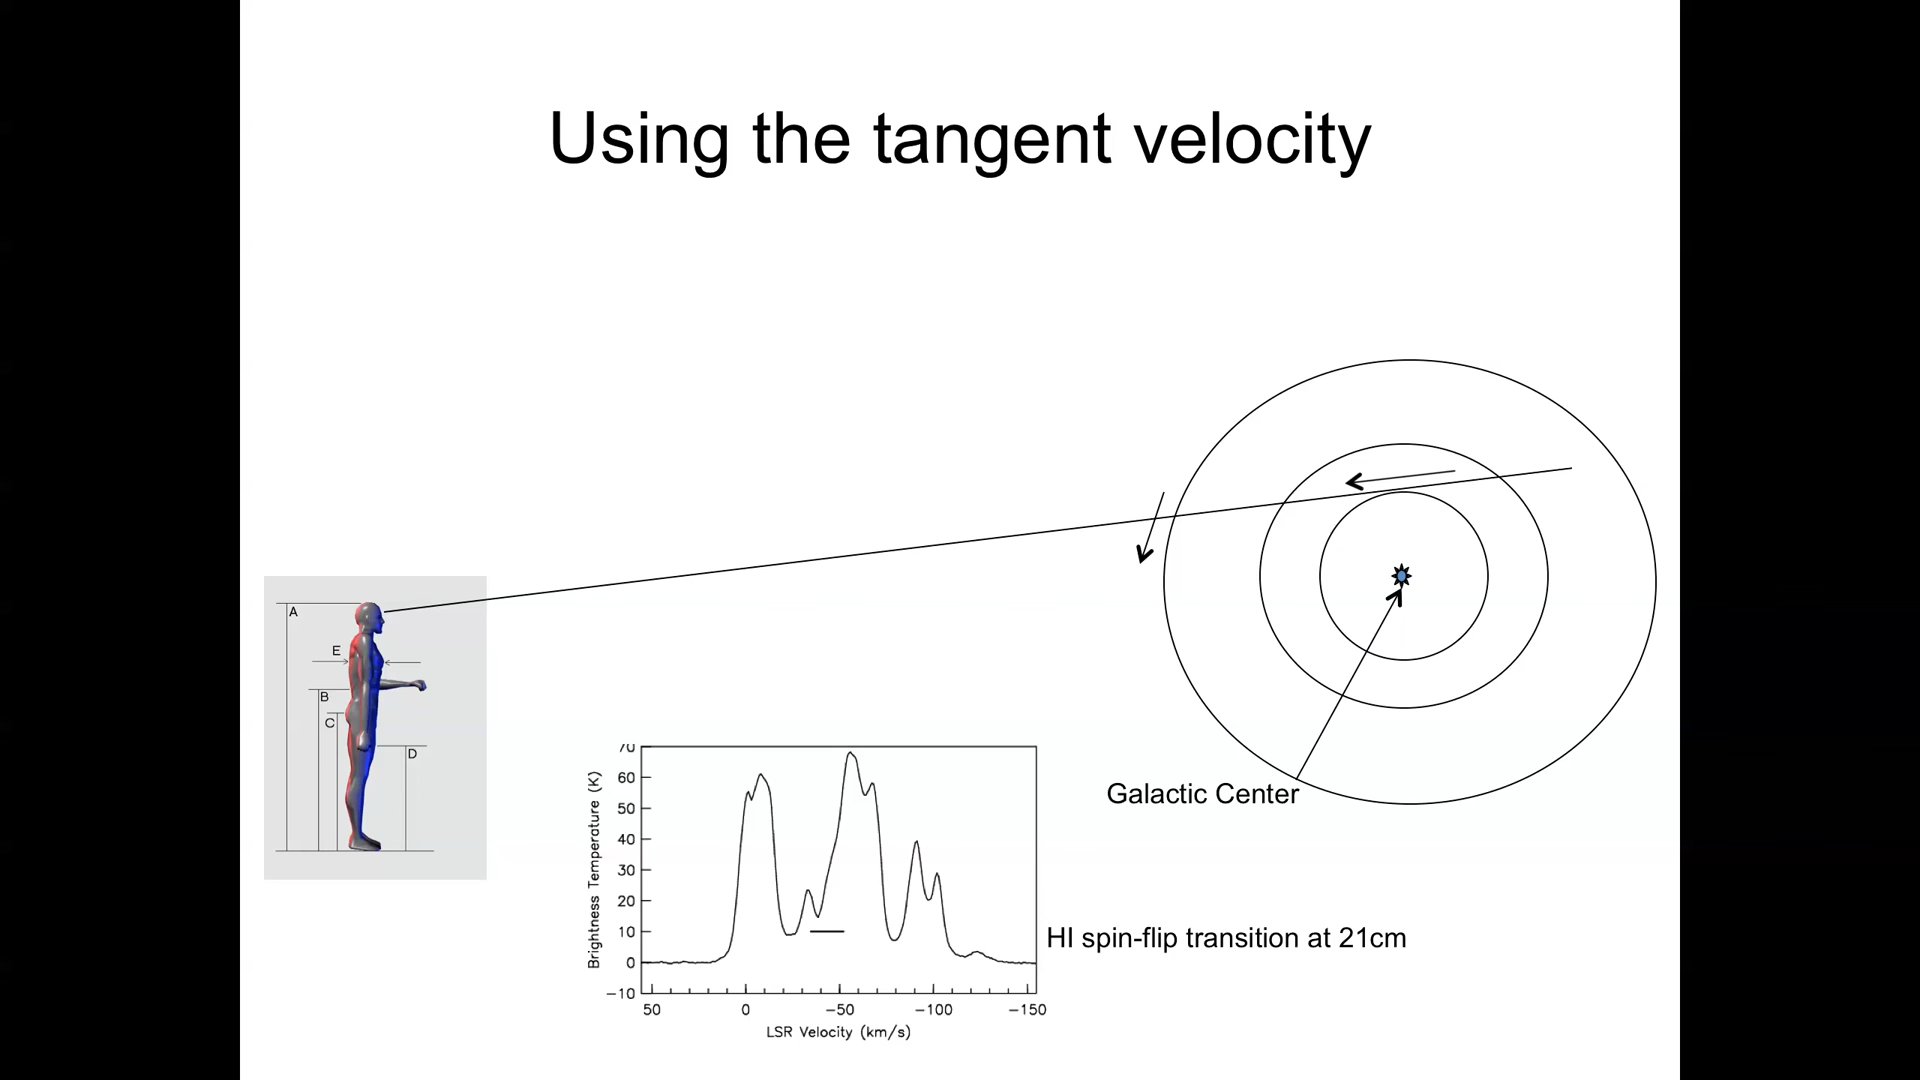 Using the tangent velocity
A
E
B
C
D
Galactic Center
HI spin-flip transition at 21cm
Brightness Temperature (K)
70
60
50
40
30
20
10
0
−10
50 0 −50 −100 −150
LSR Velocity (km/s)